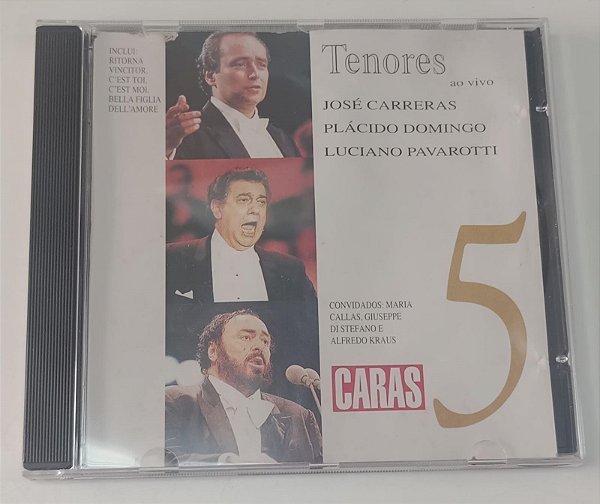 INCLUI:
RITORNA
VINCITOR,
C'EST TOI,
C'EST MOI,
BELLA FIGLIA
DELL'AMORE
Tenores
ao vivo
JOSÉ CARRERAS
PLÁCIDO DOMINGO
LUCIANO PAVAROTTI
5
CONVIDADOS: MARIA
CALLAS, GIUSEPPE
DI STEFANO E
ALFREDO KRAUS
CARAS